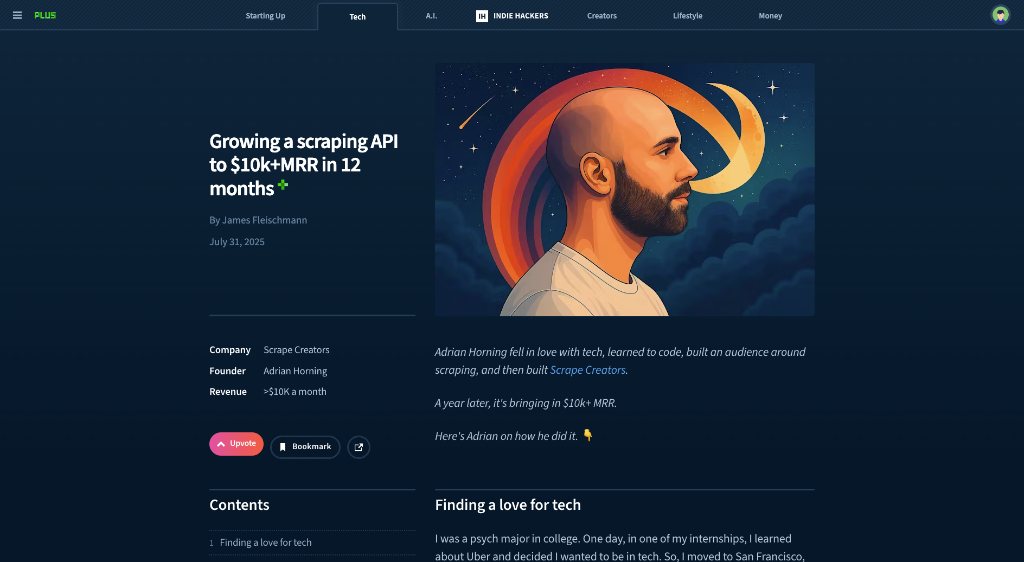 PLUS
Starting Up
Tech
A.I.
IH INDIE HACKERS
Creators
Lifestyle
Money
Growing a scraping API
to $10k+MRR in 12
months
By James Fleischmann
July 31, 2025
Company Scrape Creators
Founder Adrian Horning
Revenue >$10K a month
Upvote
Bookmark
Contents
1 Finding a love for tech
Adrian Horning fell in love with tech, learned to code, built an audience around
scraping, and then built Scrape Creators.
A year later, it's bringing in $10k+ MRR.
Here's Adrian on how he did it. 👇
Finding a love for tech
I was a psych major in college. One day, in one of my internships, I learned
about Uber and decided I wanted to be in tech. So, I moved to San Francisco,